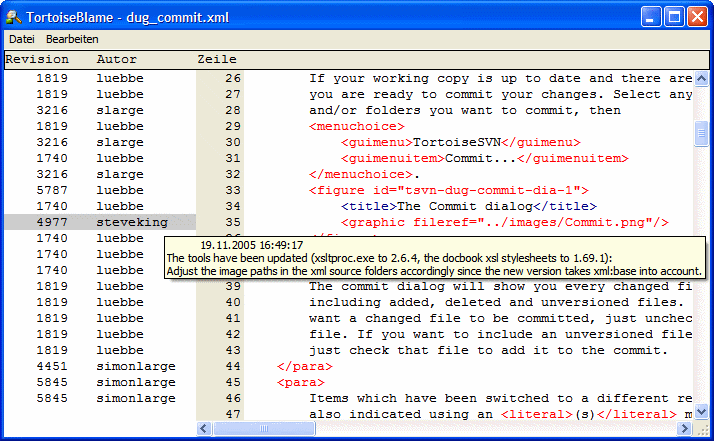 TortoiseBlame - dug_commit.xml
Datei Bearbeiten
Revision Autor Zeile
1819 luebbe 26 If your working copy is up to date and there are
1819 luebbe 27 you are ready to commit your changes. Select any
3216 slarge 28 and/or folders you want to commit, then
1819 luebbe 29 <menuchoice>
3216 slarge 30 <guimenu>TortoiseSVN</guimenu>
1740 luebbe 31 <guimenuitem>Commit...</guimenuitem>
3216 slarge 32 </menuchoice>.
5787 luebbe 33 <figure id="tsvn-dug-commit-dia-1">
1740 luebbe 34 <title>The Commit dialog</title>
4977 steveking 35 <graphic fileref="../images/Commit.png"/>
1740 luebbe
19.11.2005 16:49:17
1740 luebbe
The tools have been updated (xsltproc.exe to 2.6.4, the docbook xsl stylesheets to 1.69.1):
1740 luebbe
Adjust the image paths in the xml source folders accordingly since the new version takes xml:base into account.
1819 luebbe 39 The commit dialog will show you every changed fi
1819 luebbe 40 including added, deleted and unversioned files.
1819 luebbe 41 want a changed file to be committed, just unchec
1819 luebbe 42 file. If you want to include an unversioned file
1819 luebbe 43 just check that file to add it to the commit.
4451 simonlarge 44 </para>
5845 simonlarge 45 <para>
5845 simonlarge 46 Items which have been switched to a different re
47 also indicated using an <literal>(s)</literal> m